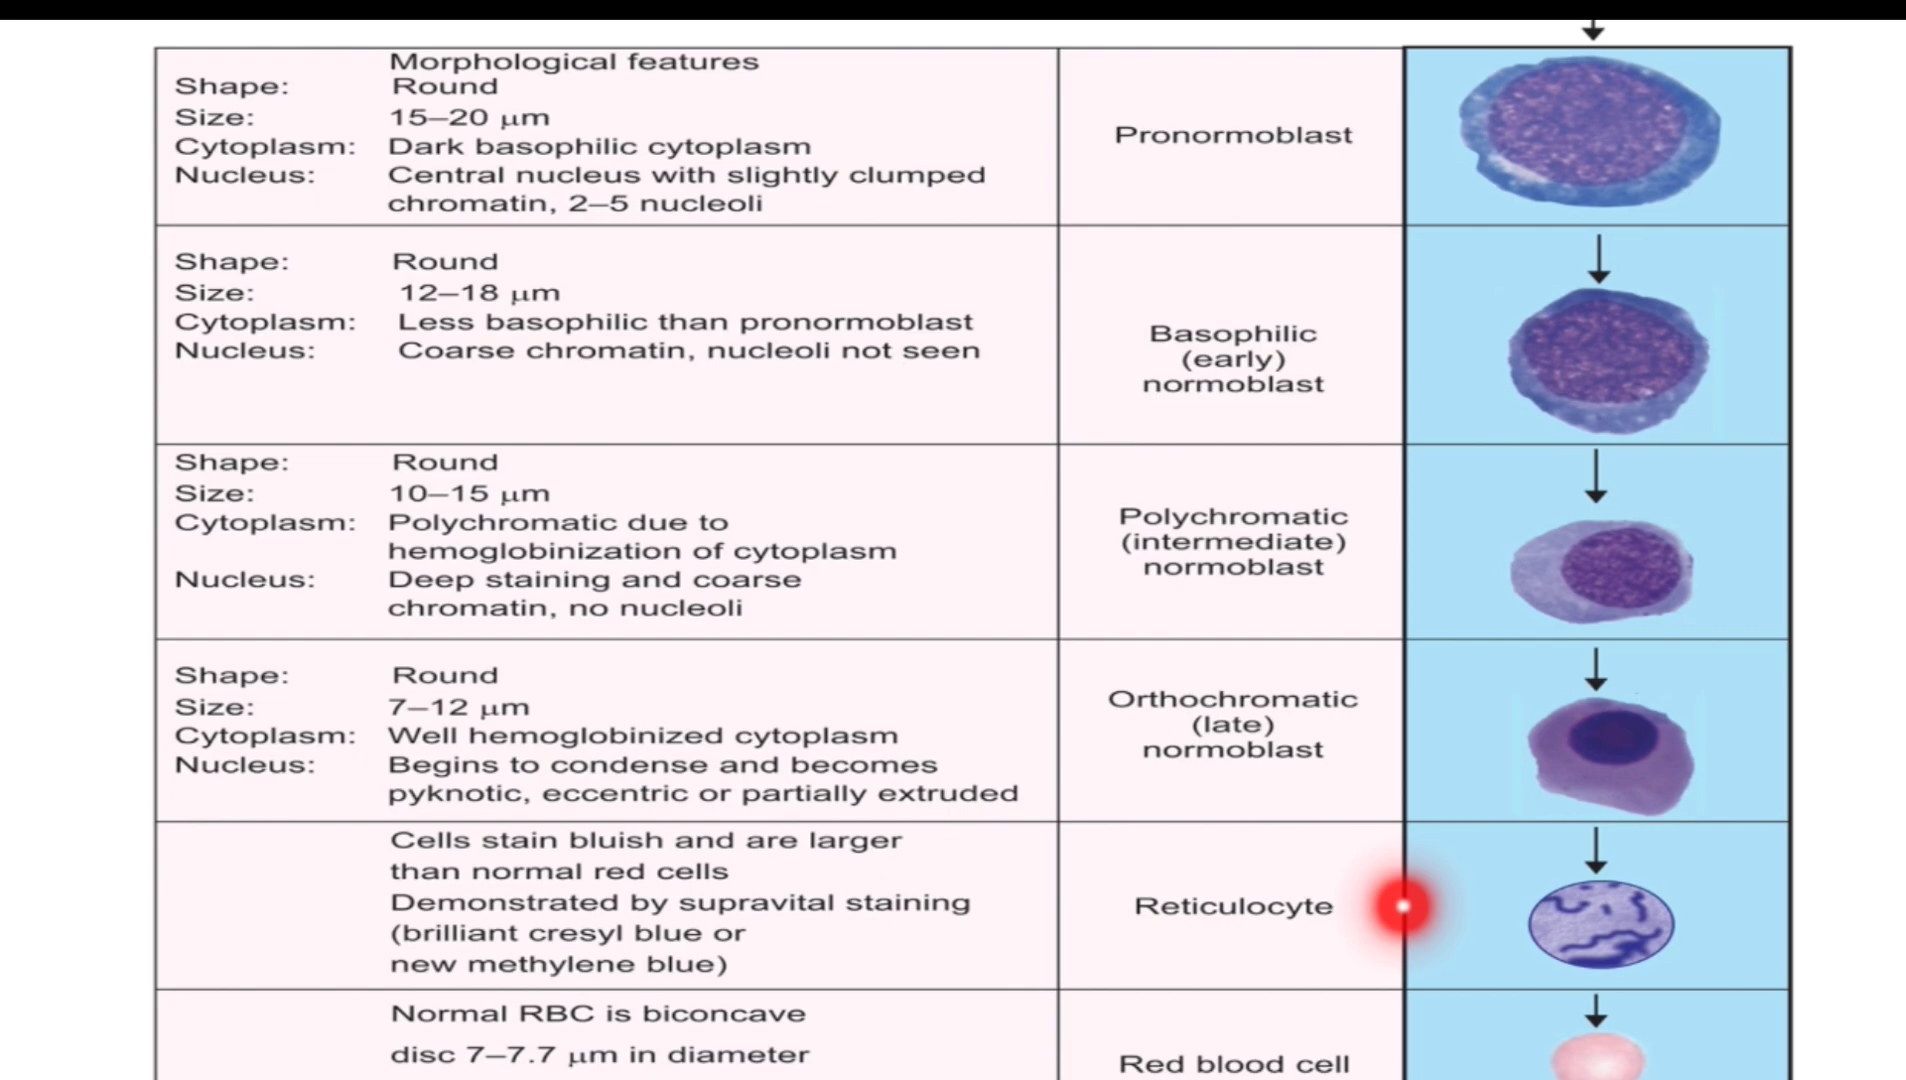 Morphological features
Shape: Round
Size: 15–20 μm
Cytoplasm: Dark basophilic cytoplasm
Nucleus: Central nucleus with slightly clumped
chromatin, 2–5 nucleoli
Pronormoblast
Shape: Round
Size: 12–18 μm
Cytoplasm: Less basophilic than pronormoblast
Nucleus: Coarse chromatin, nucleoli not seen
Basophilic
(early)
normoblast
Shape: Round
Size: 10–15 μm
Cytoplasm: Polychromatic due to
hemoglobinization of cytoplasm
Nucleus: Deep staining and coarse
chromatin, no nucleoli
Polychromatic
(intermediate)
normoblast
Shape: Round
Size: 7–12 μm
Cytoplasm: Well hemoglobinized cytoplasm
Nucleus: Begins to condense and becomes
pyknotic, eccentric or partially extruded
Orthochromatic
(late)
normoblast
Cells stain bluish and are larger
than normal red cells
Demonstrated by supravital staining
(brilliant cresyl blue or
new methylene blue)
Reticulocyte
Normal RBC is biconcave
disc 7–7.7 μm in diameter
Red blood cell